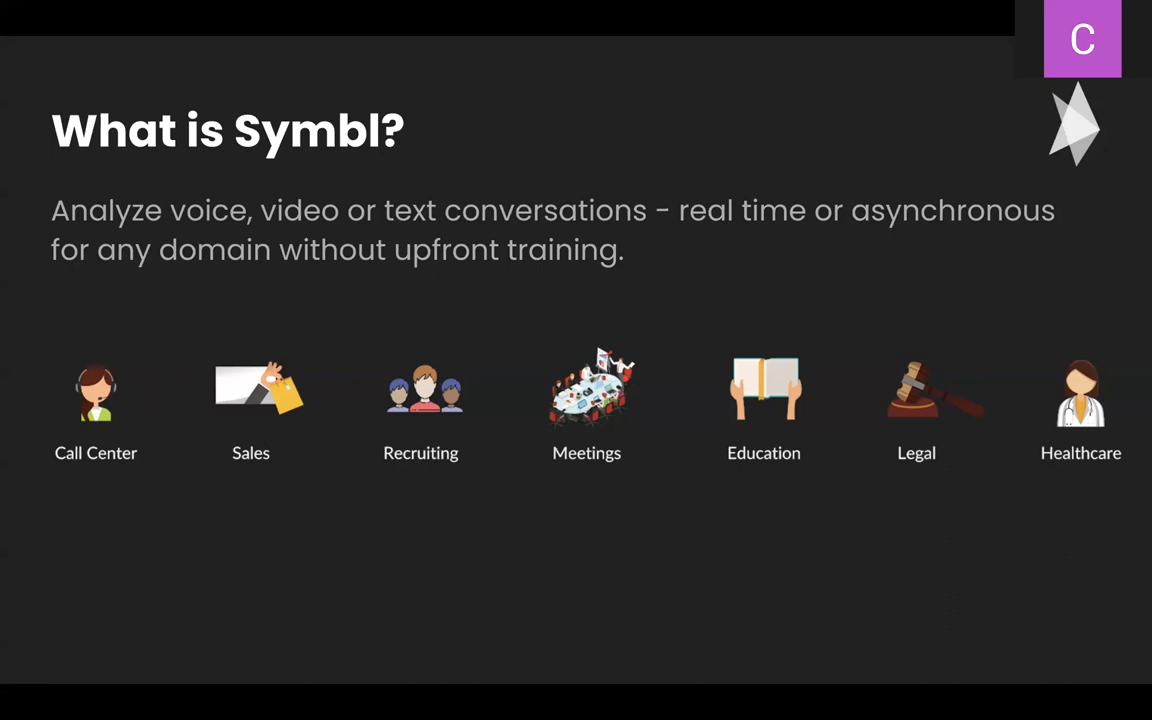 C
What is Symbl?
Analyze voice, video or text conversations - real time or asynchronous
for any domain without upfront training.
Call Center
Sales
Recruiting
Meetings
Education
Legal
Healthcare